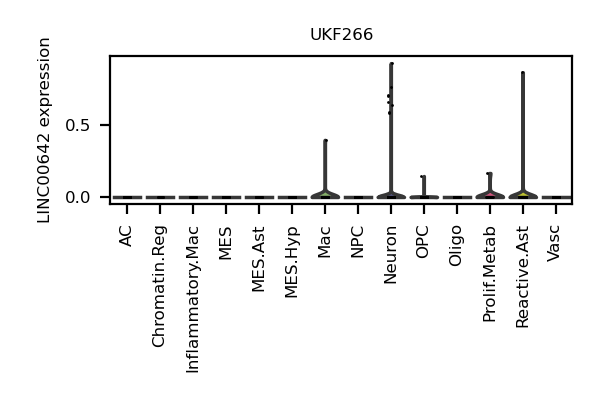 UKF266
LINC00642 expression
0.5
0.0
AC
Chromatin.Reg
Inflammatory.Mac
MES
MES.Ast
MES.Hyp
Mac
NPC
Neuron
OPC
Oligo
Prolif.Metab
Reactive.Ast
Vasc